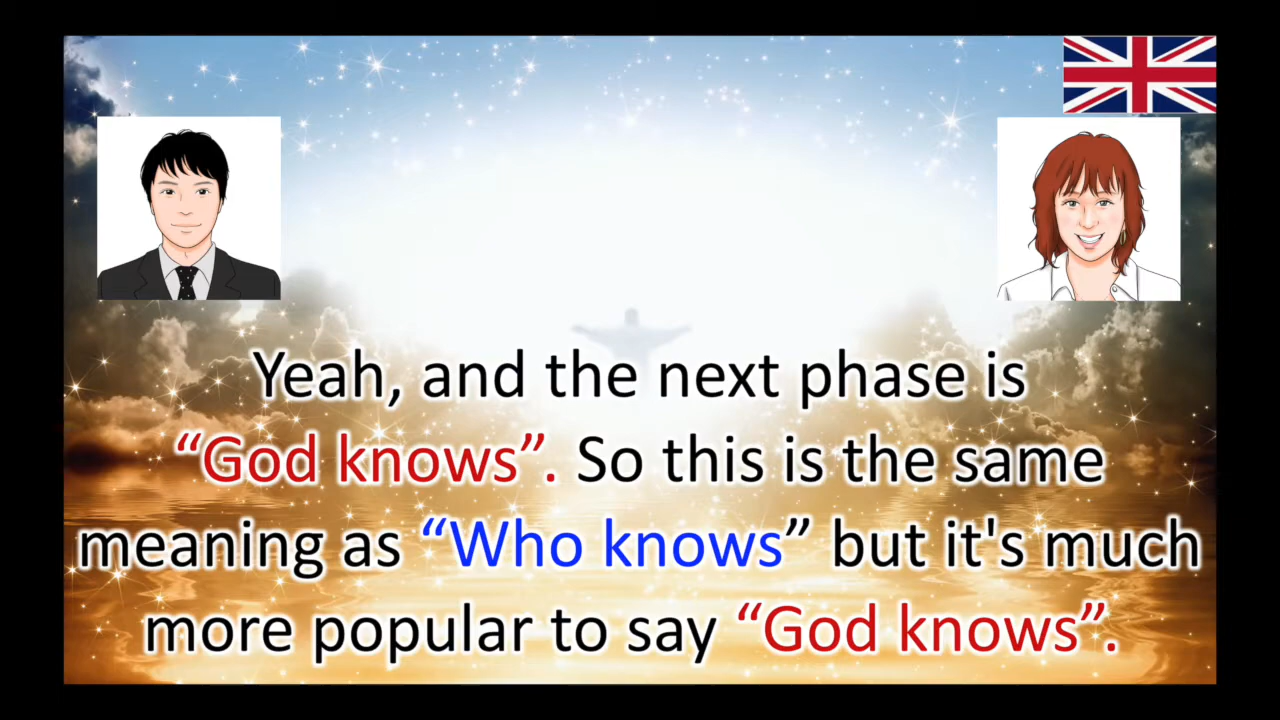 Yeah, and the next phase is
“God knows”. So this is the same
meaning as “Who knows” but it's much
more popular to say “God knows”.